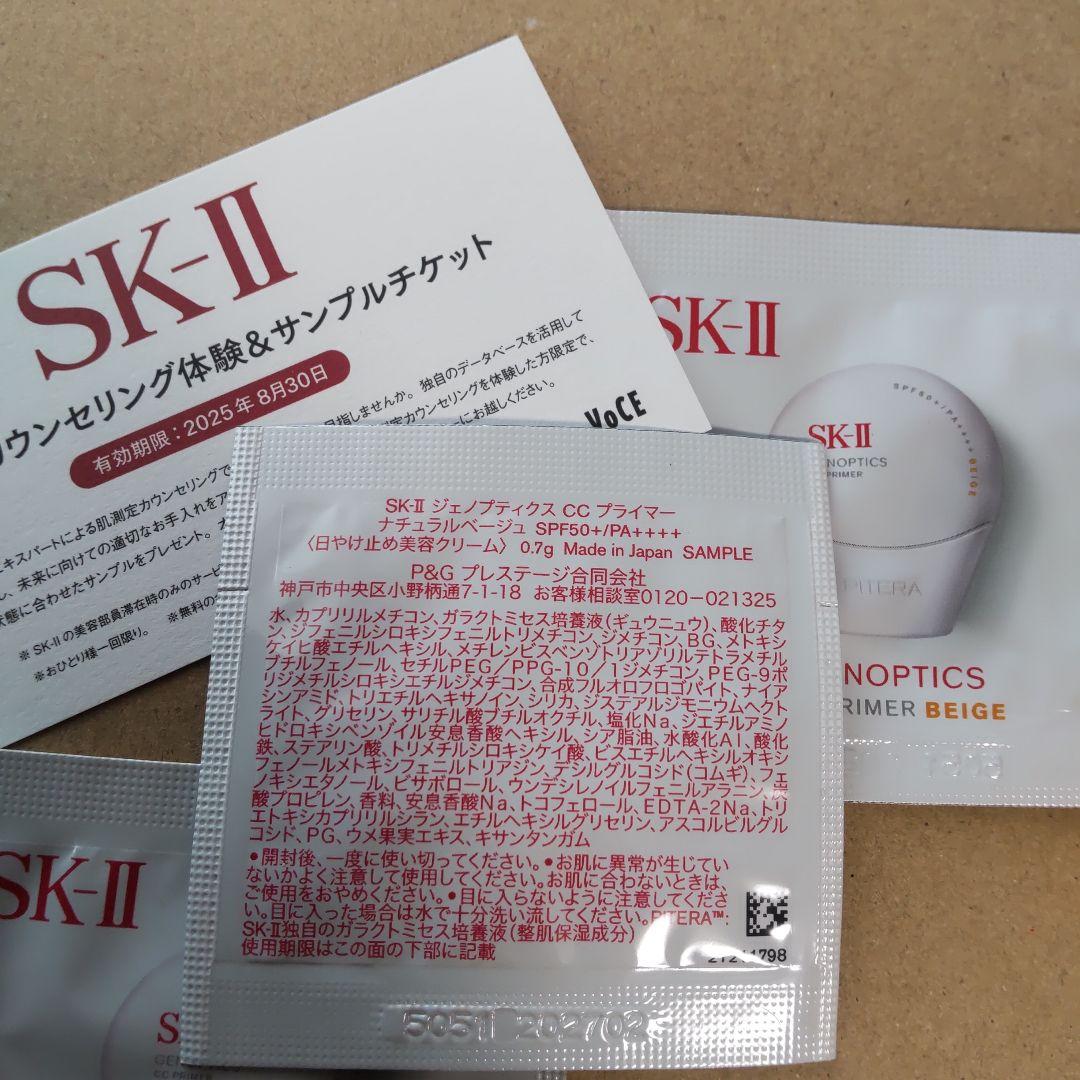 SK-II
カウンセリング体験&サンプルチケット
有効期限：2025年8月30日
目指しませんか。独自のデータベースを活用して
定カウンセリングを体験した方限定で、
にお越しください。
キスパートによる肌測定カウンセリングで
し、未来に向けての適切なお手入れをア
状態に合わせたサンプルをプレゼント。
※SK-IIの美容部員滞在時のみのサービ
※おひとり様一回限り。 ※無料の
VoCE
SK-II
SPF50+/PA++++ BEIGE
SK-II
NOPTICS
PRIMER
PITERA
NOPTICS
RIMER BEIGE
SK-II ジェノプティクス CC プライマー
ナチュラルベージュ SPF50+/PA++++
〈日やけ止め美容クリーム〉 0.7g Made in Japan SAMPLE
P&G プレステージ合同会社
神戸市中央区小野柄通7-1-18 お客様相談室0120-021325
水、カプリリルメチコン、ガラクトミセス培養液（ギュウニュウ）、酸化チタ
ン、ジフェニルシロキシフェニルトリメチコン、ジメチコン、BG、メトキシ
ケイヒ酸エチルヘキシル、メチレンビスベンゾトリアゾリルテトラメチル
ブチルフェノール、セチルPEG／PPG-10／1ジメチコン、PEG-9ポ
リジメチルシロキシエチルジメチコン、合成フルオロフロゴパイト、ナイア
シンアミド、トリエチルヘキサノイン、シリカ、ジステアルジモニウムヘクト
ライト、グリセリン、サリチル酸ブチルオクチル、塩化Na、ジエチルアミノ
ヒドロキシベンゾイル安息香酸ヘキシル、シア脂油、水酸化Al、酸化
鉄、ステアリン酸、トリメチルシロキシケイ酸、ビスエチルヘキシルオキシ
フェノールメトキシフェニルトリアジン、デシルグルコシド（コムギ）、フェ
ノキシエタノール、ビサボロール、ウンデシレノイルフェニルアラニン、炭
酸プロピレン、香料、安息香酸Na、トコフェロール、EDTA-2Na、トリ
エトキシカプリリルシラン、エチルヘキシルグリセリン、アスコルビルグル
コシド、PG、ウメ果実エキス、キサンタンガム
●開封後、一度に使い切ってください。●お肌に異常が生じてい
ないかよく注意して使用してください。お肌に合わないときは、
ご使用をおやめください。●目に入らないように注意してくださ
い。目に入った場合は水で十分洗い流してください。PITERA™：
SK-II独自のガラクトミセス培養液（整肌保湿成分）
使用期限はこの面の下部に記載
5051 202702
SK-II
CC PRIMER